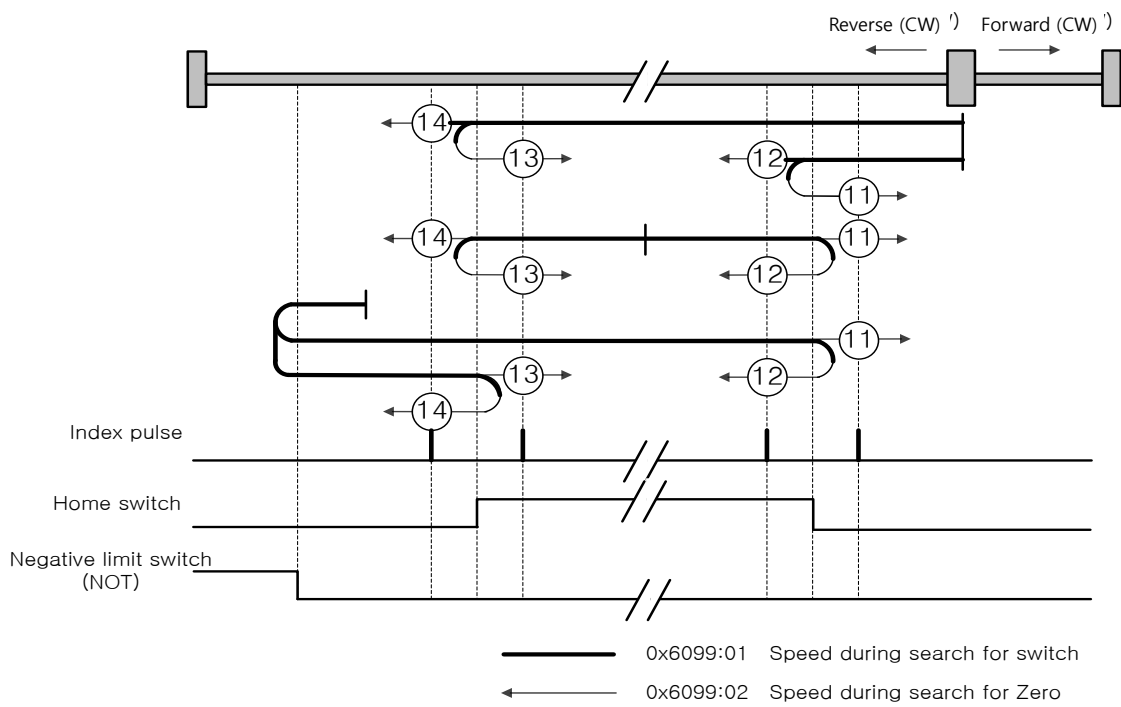 Reverse (CW) ¹⁾ Forward (CW) ¹⁾
14
13
12
11
14
11
13
12
11
13
12
14
Index pulse
Home switch
Negative limit switch
(NOT)
0x6099:01 Speed during search for switch
0x6099:02 Speed during search for Zero